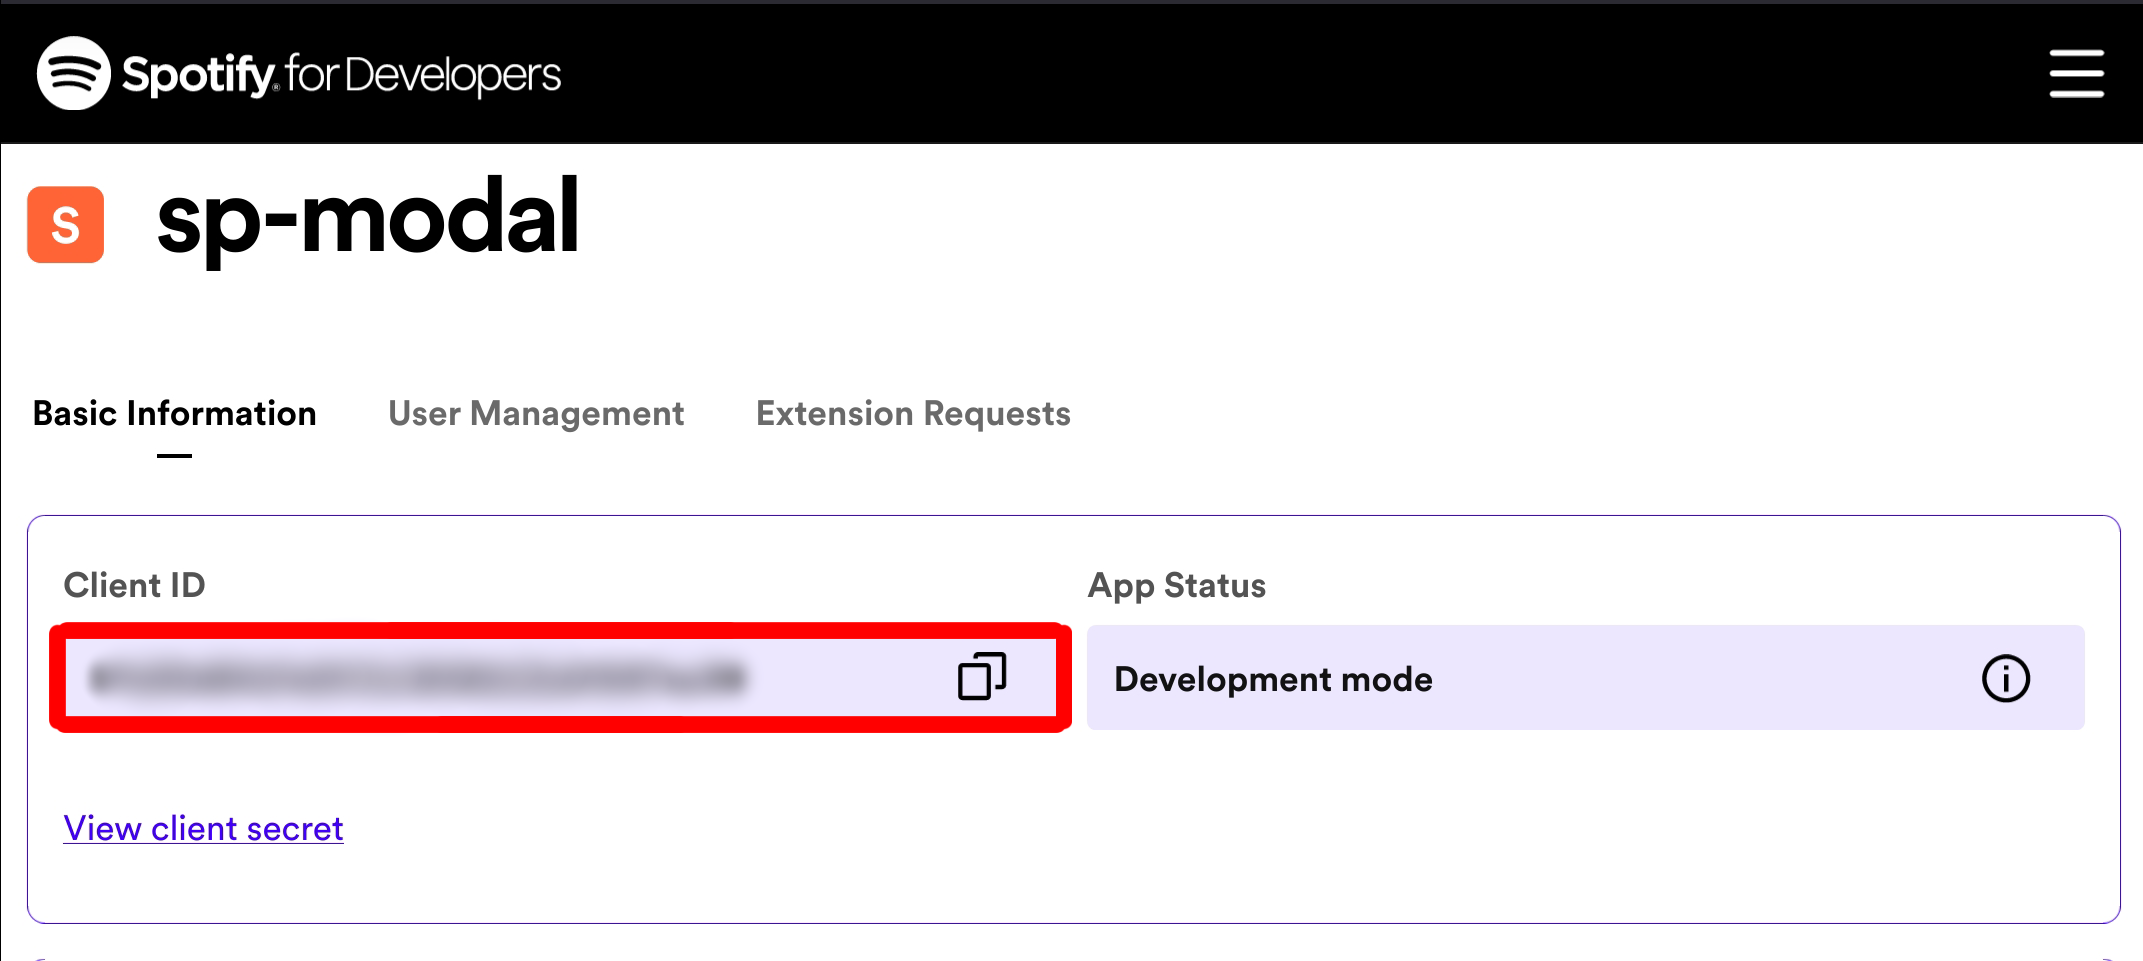 Spotify® for Developers
S sp-modal
Basic Information User Management Extension Requests
Client ID App Status
Development mode
View client secret